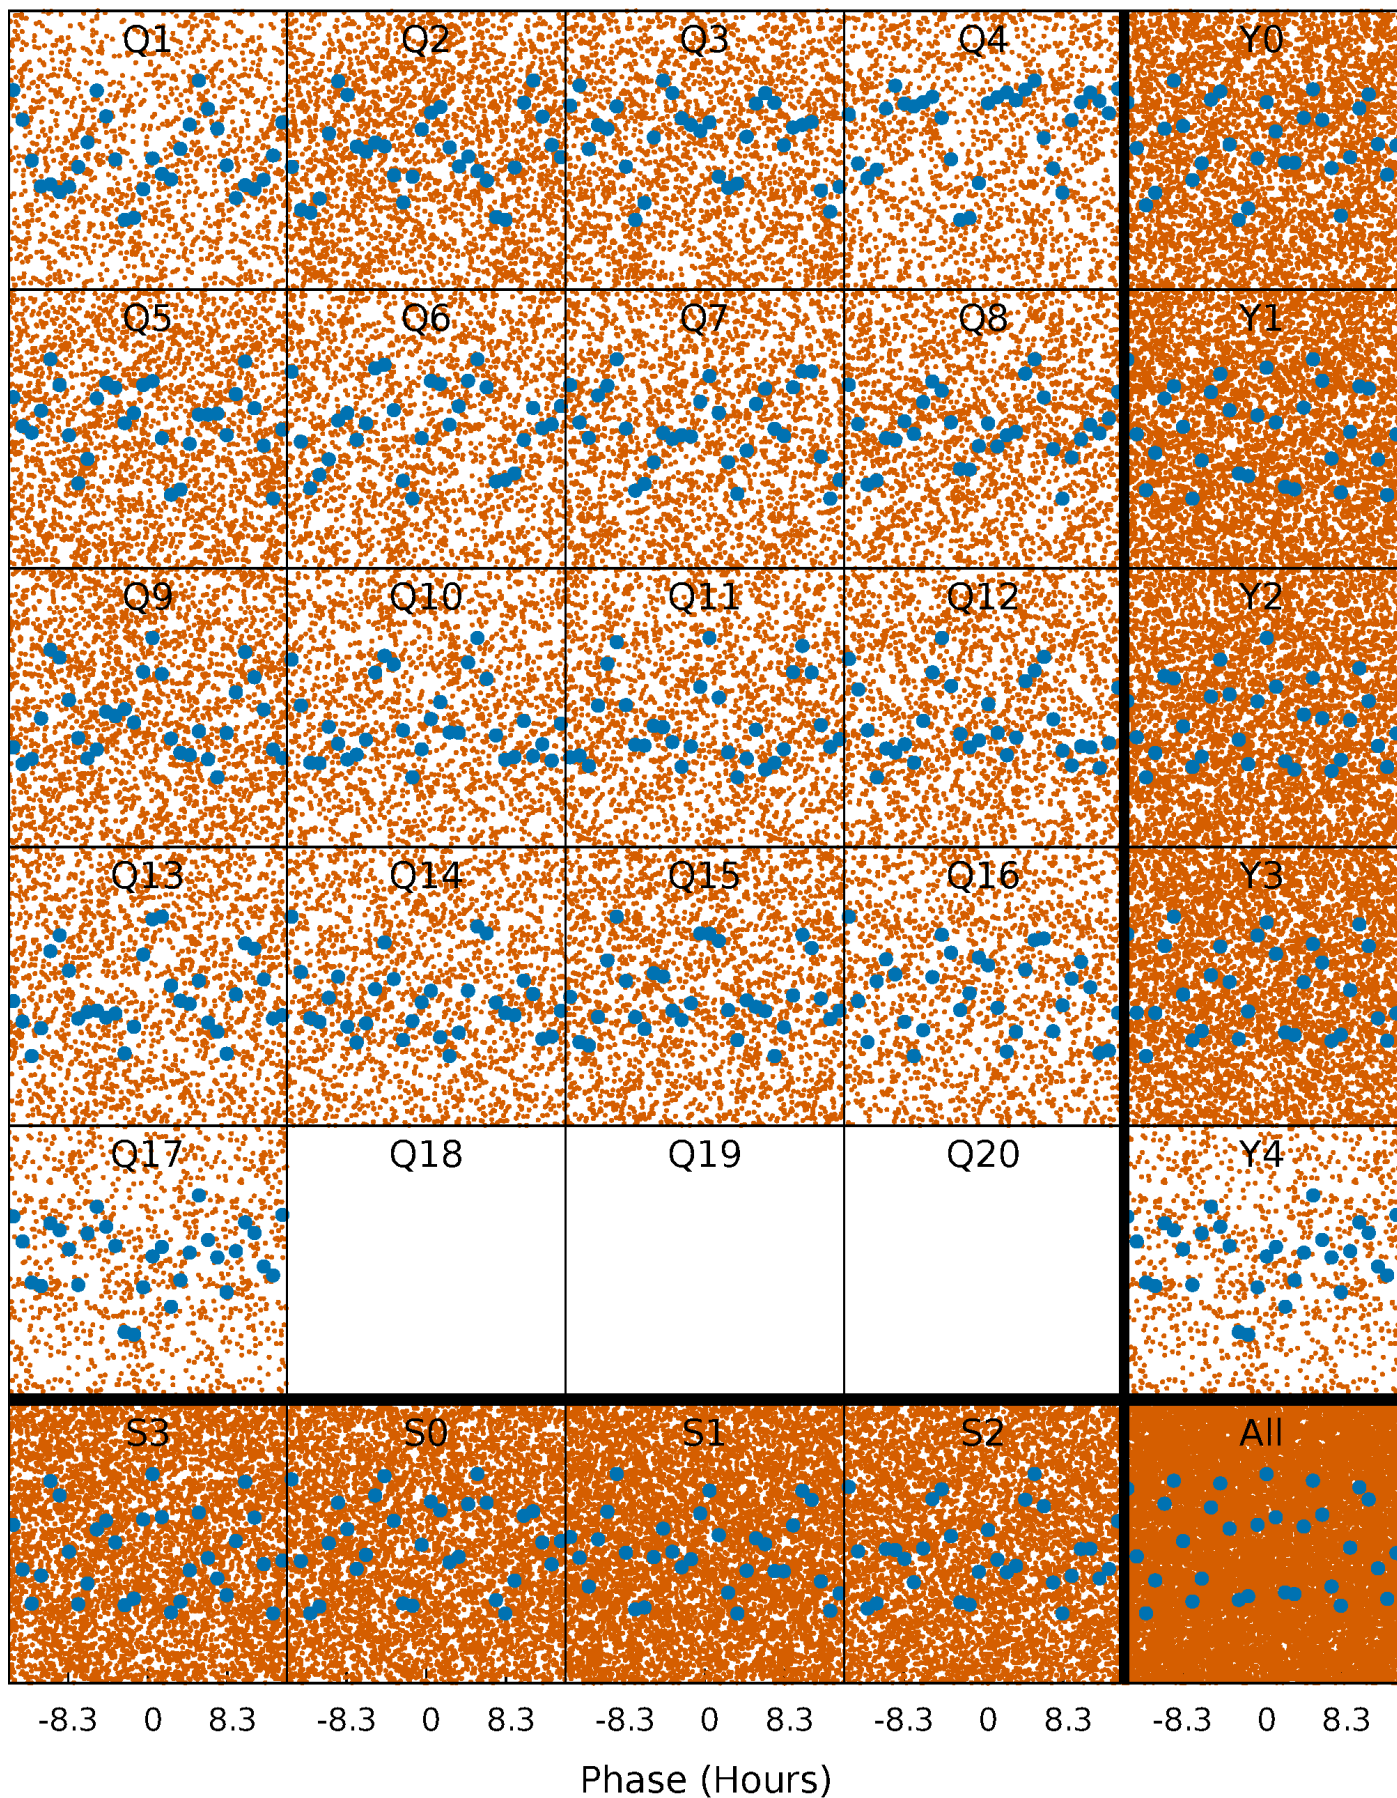 Q1 Q2 Q3 Q4 Y0
Q5 Q6 Q7 Q8 Y1
Q9 Q10 Q11 Q12 Y2
Q13 Q14 Q15 Q16 Y3
Q17 Q18 Q19 Q20 Y4
S3 S0 S1 S2 All
-8.3 0 8.3 -8.3 0 8.3 -8.3 0 8.3 -8.3 0 8.3 -8.3 0 8.3
Phase (Hours)